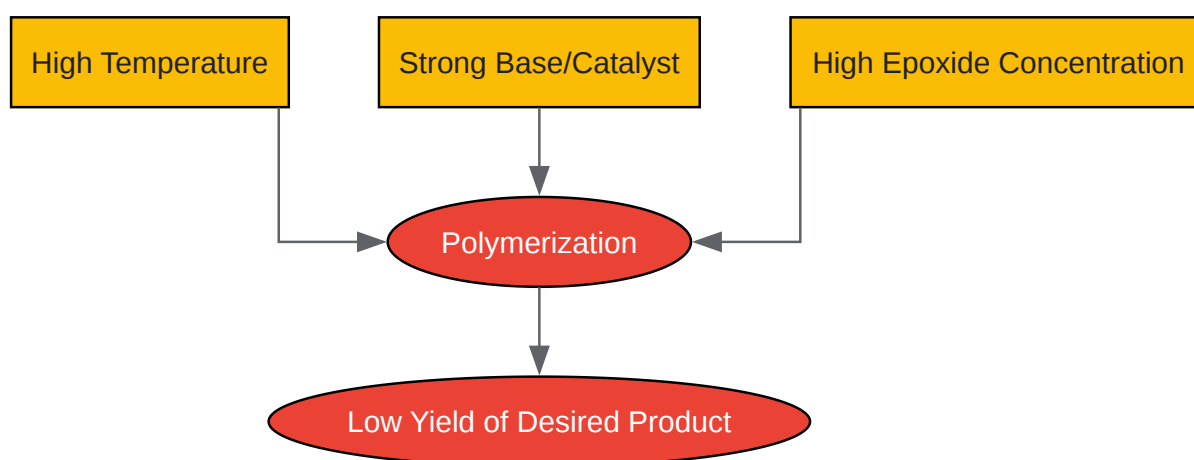 High Temperature
Strong Base/Catalyst
High Epoxide Concentration
Polymerization
Low Yield of Desired Product